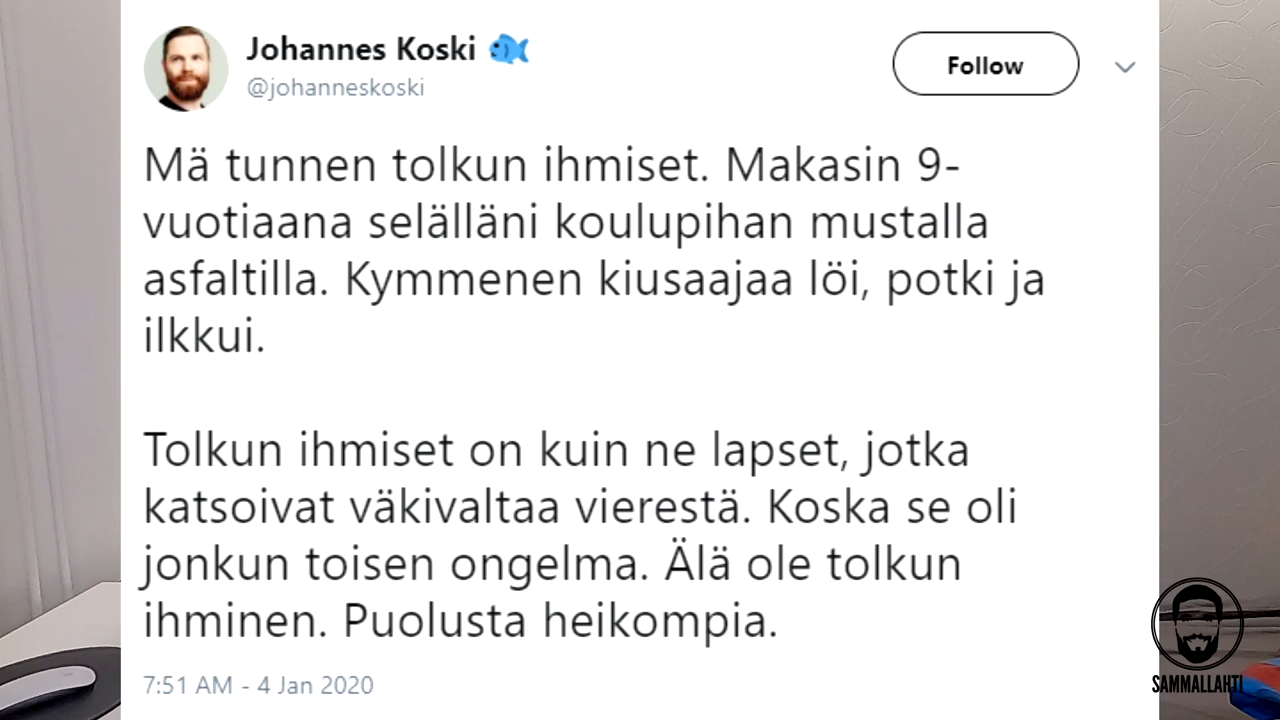 Johannes Koski
@johanneskoski
Follow
Mä tunnen tolkun ihmiset. Makasin 9-
vuotiaana selälläni koulupihan mustalla
asfaltilla. Kymmenen kiusaajaa löi, potki ja
ilkkui.
Tolkun ihmiset on kuin ne lapset, jotka
katsoivat väkivaltaa vierestä. Koska se oli
jonkun toisen ongelma. Älä ole tolkun
ihminen. Puolusta heikompia.
7:51 AM - 4 Jan 2020
SAMMALLAHTI